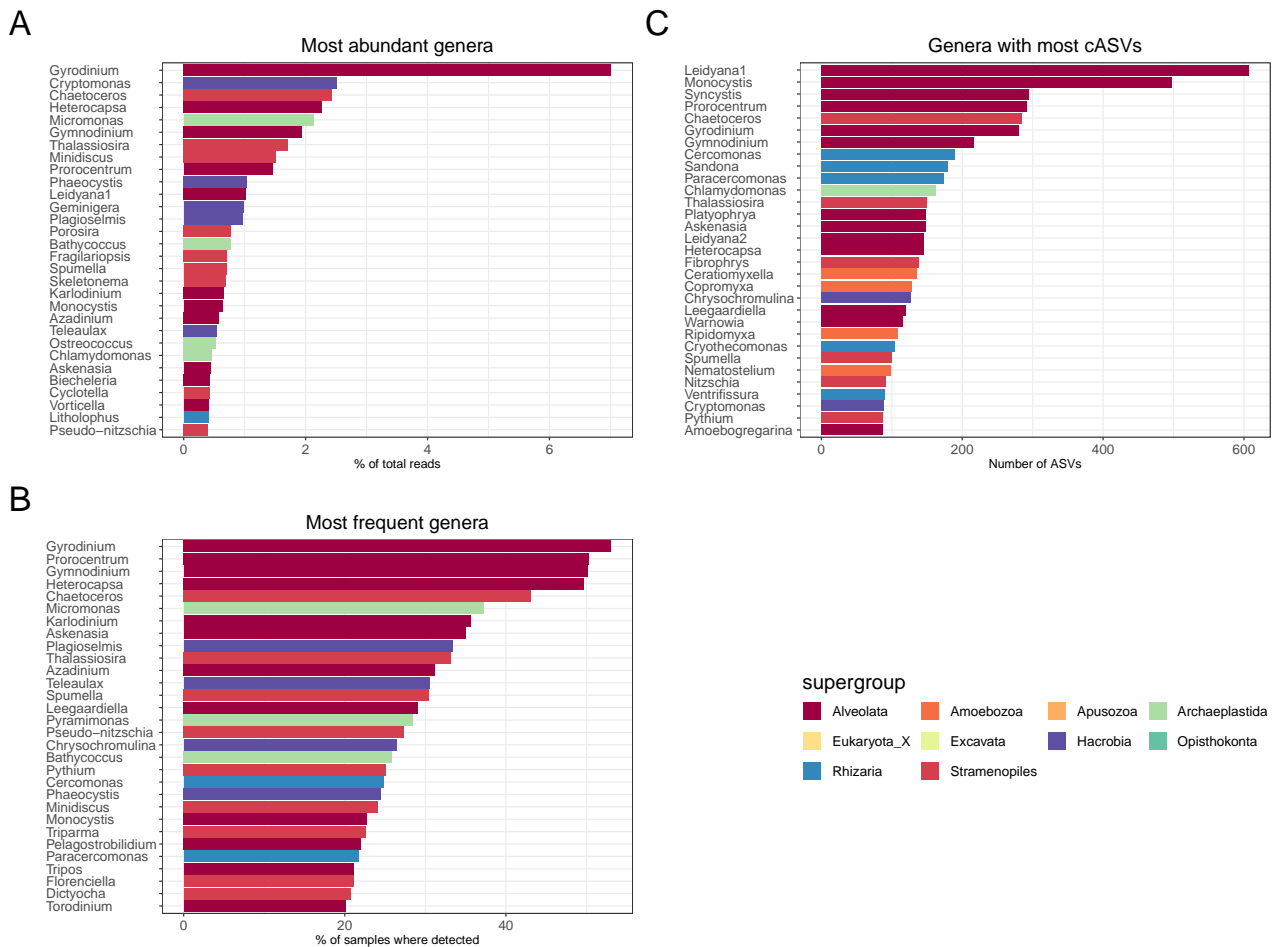 A
Most abundant genera
Gyrodinium
Cryptomonas
Chaetoceros
Heterocapsa
Micromonas
Gymnodinium
Thalassiosira
Minidiscus
Prorocentrum
Phaeocystis
Leidyana1
Geminigera
Plagioselmis
Porosira
Bathycoccus
Fragilariopsis
Spumella
Skeletonema
Karlodinium
Monocystis
Azadinium
Teleaulax
Ostreococcus
Chlamydomonas
Askenasia
Biecheleria
Cyclotella
Vorticella
Litholophus
Pseudo−nitzschia
0 2 4 6
% of total reads
B
Most frequent genera
Gyrodinium
Prorocentrum
Gymnodinium
Heterocapsa
Chaetoceros
Micromonas
Karlodinium
Askenasia
Plagioselmis
Thalassiosira
Azadinium
Teleaulax
Spumella
Leegaardiella
Pyramimonas
Pseudo−nitzschia
Chrysochromulina
Bathycoccus
Pythium
Cercomonas
Phaeocystis
Minidiscus
Monocystis
Triparma
Pelagostrobilidium
Paracercomonas
Tripos
Florenciella
Dictyocha
Torodinium
0 20 40
% of samples where detected
C
Genera with most cASVs
Leidyana1
Monocystis
Syncystis
Prorocentrum
Chaetoceros
Gyrodinium
Gymnodinium
Cercomonas
Sandona
Paracercomonas
Chlamydomonas
Thalassiosira
Platyophrya
Askenasia
Leidyana2
Heterocapsa
Fibrophrys
Ceratiomyxella
Copromyxa
Chrysochromulina
Leegaardiella
Warnowia
Ripidomyxa
Cryothecomonas
Spumella
Nematostelium
Nitzschia
Ventrifissura
Cryptomonas
Pythium
Amoebogregarina
0 200 400 600
Number of ASVs
supergroup
Alveolata Amoebozoa Apusozoa Archaeplastida
Eukaryota_X Excavata Hacrobia Opisthokonta
Rhizaria Stramenopiles